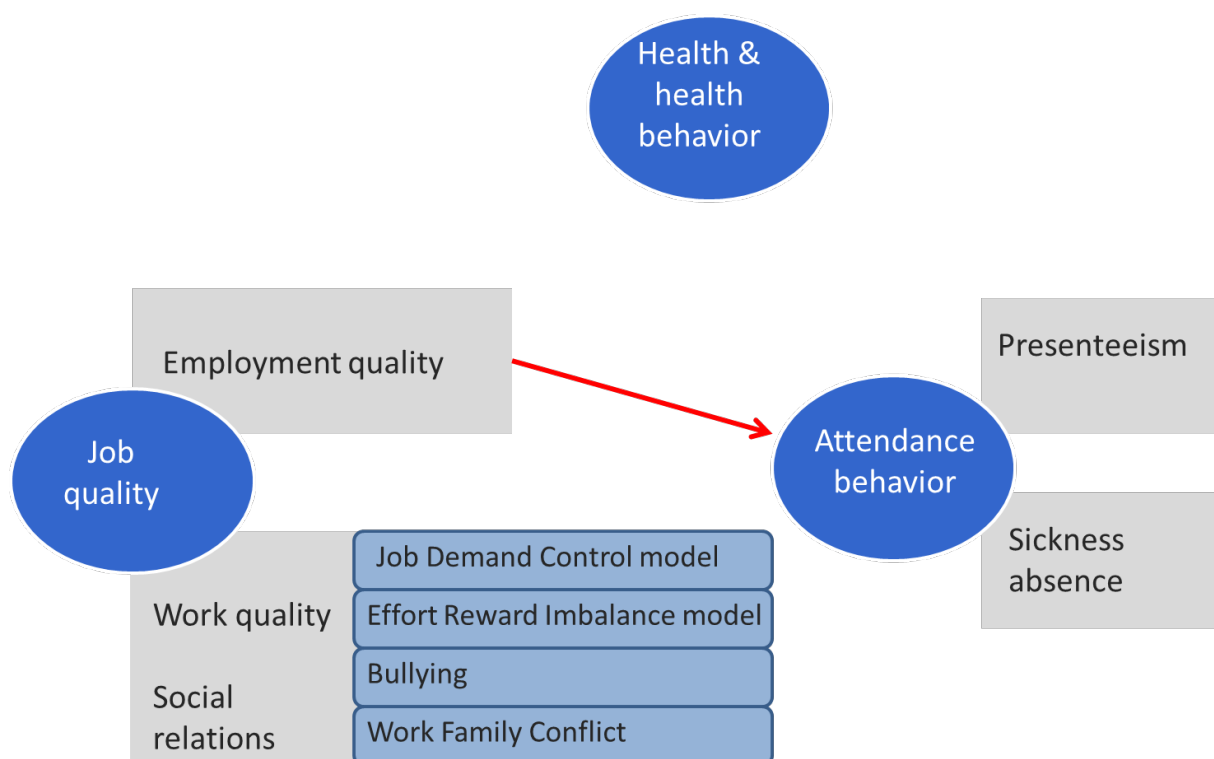 Health &
health
behavior
Employment quality
Presenteeism
Job
quality
Attendance
behavior
Sickness
absence
Work quality
Social
relations
Job Demand Control model
Effort Reward Imbalance model
Bullying
Work Family Conflict